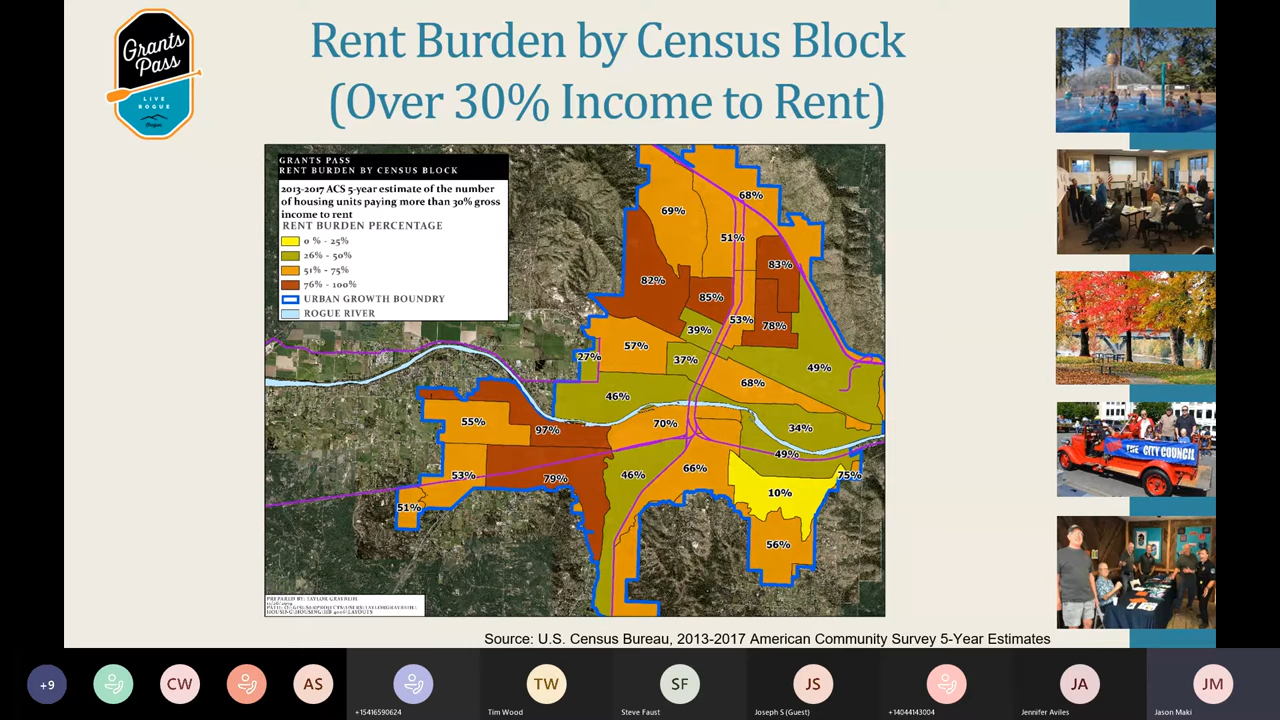 Grants
Pass
LIVE
ROGUE
Oregon
Rent Burden by Census Block
(Over 30% Income to Rent)
GRANTS PASS
RENT BURDEN BY CENSUS BLOCK
2013-2017 ACS 5-year estimate of the number
of housing units paying more than 30% gross
income to rent
RENT BURDEN PERCENTAGE
0 % - 25%
26% - 50%
51% - 75%
76% - 100%
URBAN GROWTH BOUNDRY
ROGUE RIVER
68%
69%
51%
83%
82%
85%
53%
78%
39%
57%
27%
37%
49%
68%
46%
55%
97%
70%
34%
49%
53%
79%
46%
66%
75%
10%
51%
56%
THE CITY COUNCIL
Source: U.S. Census Bureau, 2013-2017 American Community Survey 5-Year Estimates
+9
CW
AS
+15416590624
TW
Tim Wood
SF
Steve Faust
JS
Joseph S (Guest)
+14044143004
JA
Jennifer Aviles
JM
Jason Maki